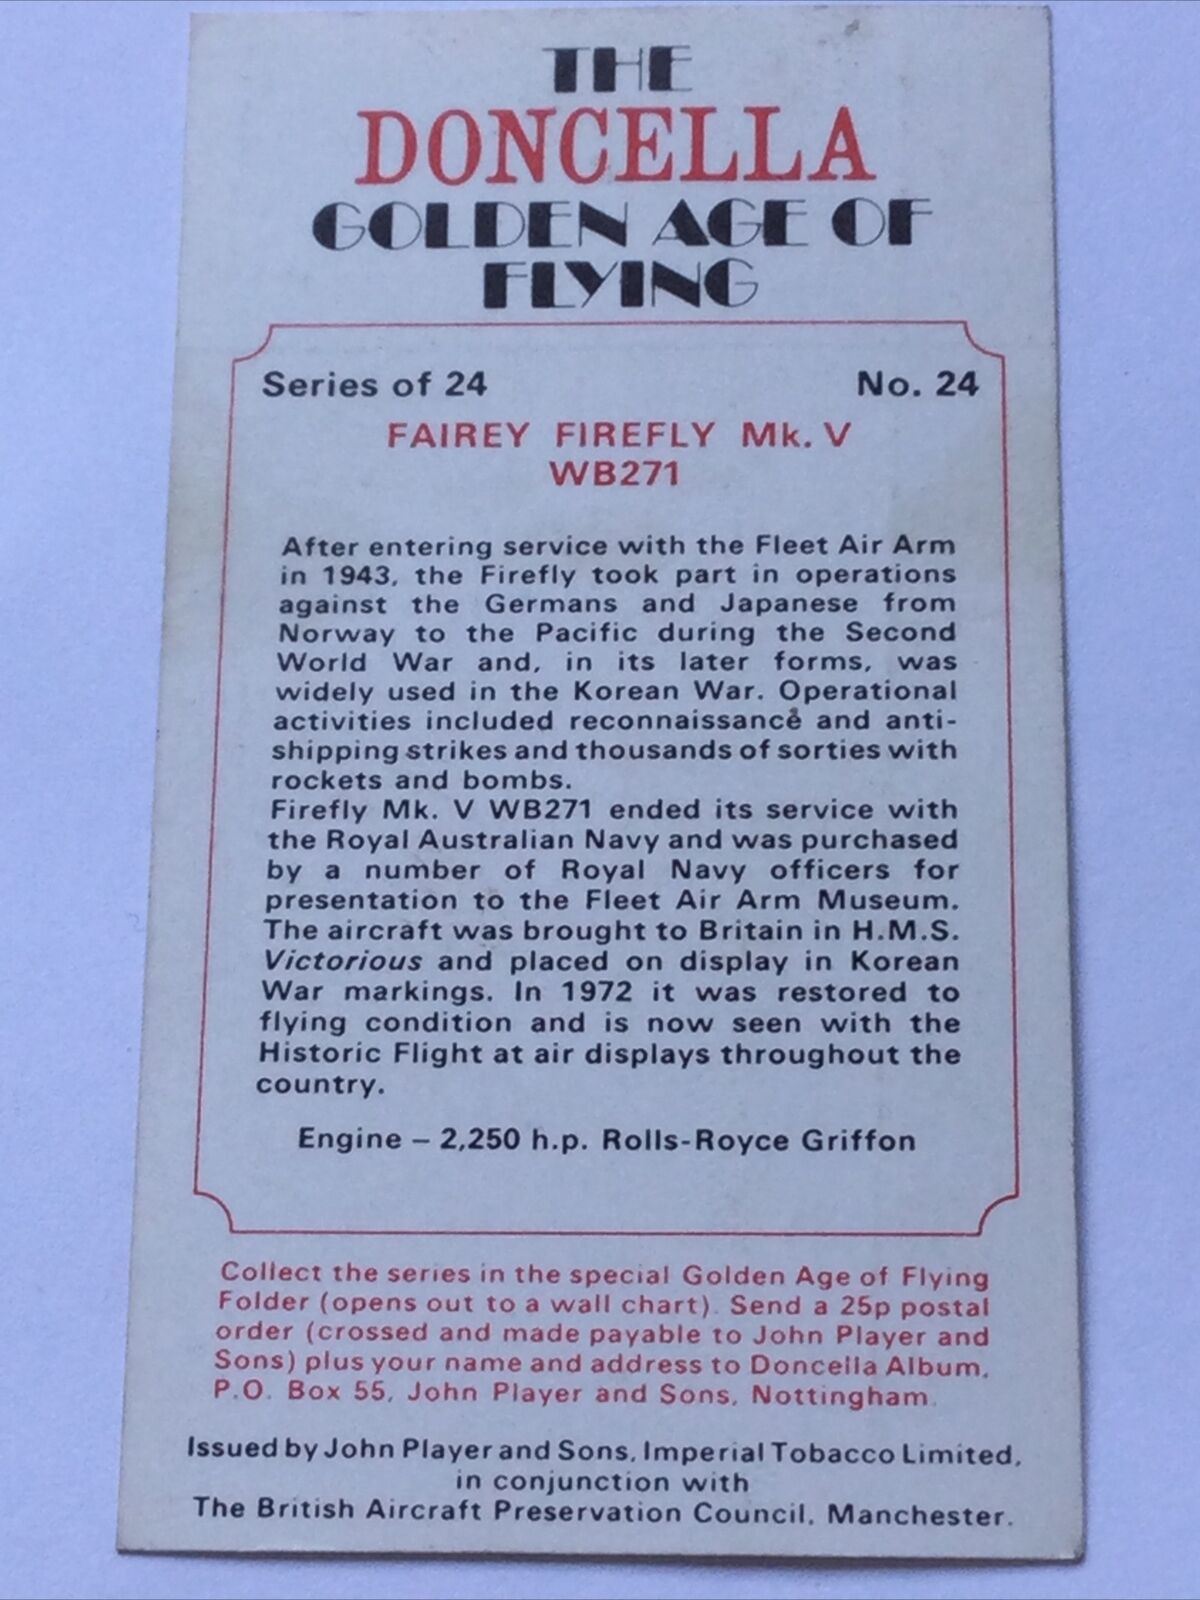 THE
DONCELLA
GOLDEN AGE OF
FLYING
Series of 24 No. 24
FAIREY FIREFLY Mk. V
WB271
After entering service with the Fleet Air Arm
in 1943, the Firefly took part in operations
against the Germans and Japanese from
Norway to the Pacific during the Second
World War and, in its later forms, was
widely used in the Korean War. Operational
activities included reconnaissance and anti-
shipping strikes and thousands of sorties with
rockets and bombs.
Firefly Mk. V WB271 ended its service with
the Royal Australian Navy and was purchased
by a number of Royal Navy officers for
presentation to the Fleet Air Arm Museum.
The aircraft was brought to Britain in H.M.S.
Victorious and placed on display in Korean
War markings. In 1972 it was restored to
flying condition and is now seen with the
Historic Flight at air displays throughout the
country.
Engine – 2,250 h.p. Rolls-Royce Griffon
Collect the series in the special Golden Age of Flying
Folder (opens out to a wall chart). Send a 25p postal
order (crossed and made payable to John Player and
Sons) plus your name and address to Doncella Album,
P.O. Box 55, John Player and Sons, Nottingham.
Issued by John Player and Sons, Imperial Tobacco Limited,
in conjunction with
The British Aircraft Preservation Council, Manchester.